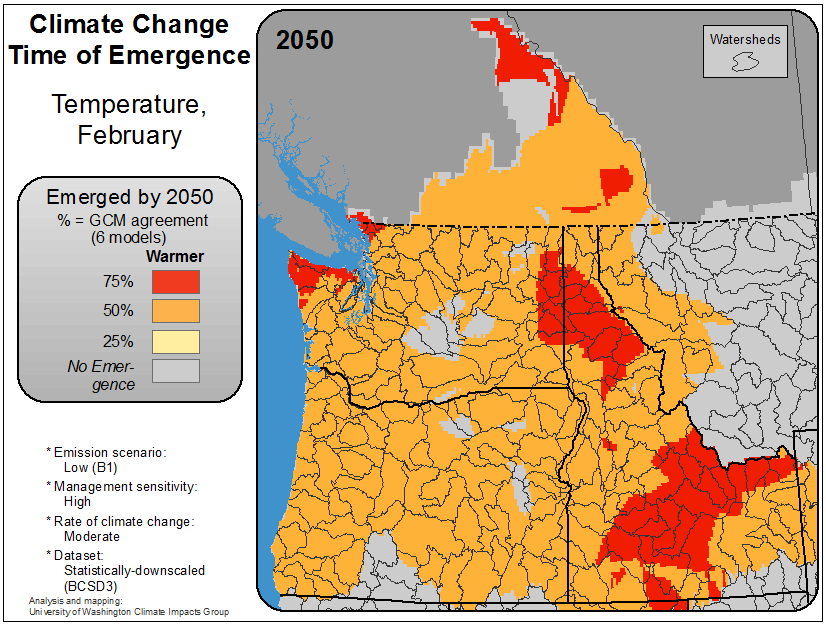 Climate Change
Time of Emergence
Temperature,
February
Emerged by 2050
% = GCM agreement
(6 models)
Warmer
75%
50%
25%
No Emer-
gence
* Emission scenario:
Low (B1)
* Management sensitivity:
High
* Rate of climate change:
Moderate
* Dataset:
Statistically-downscaled
(BCSD3)
Analysis and mapping:
University of Washington Climate Impacts Group
2050
Watersheds